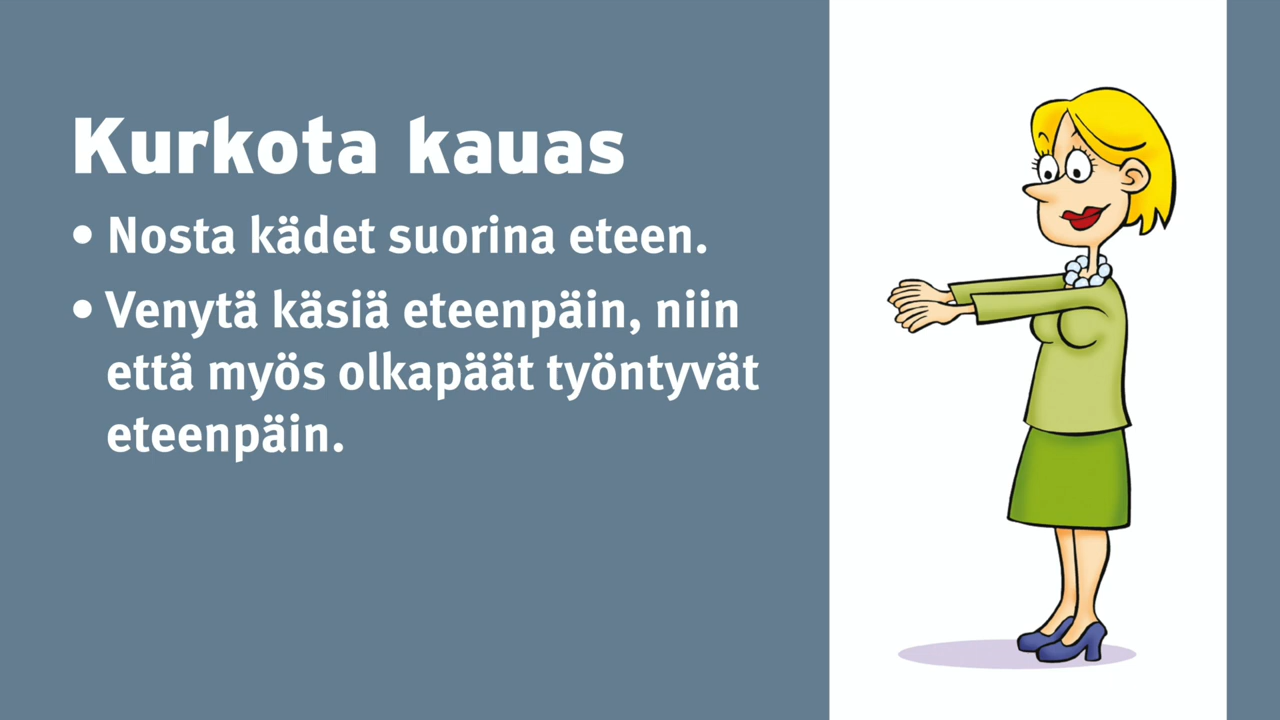 Kurkota kauas
• Nosta kädet suorina eteen.
• Venytä käsiä eteenpäin, niin
että myös olkapäät työntyvät
eteenpäin.